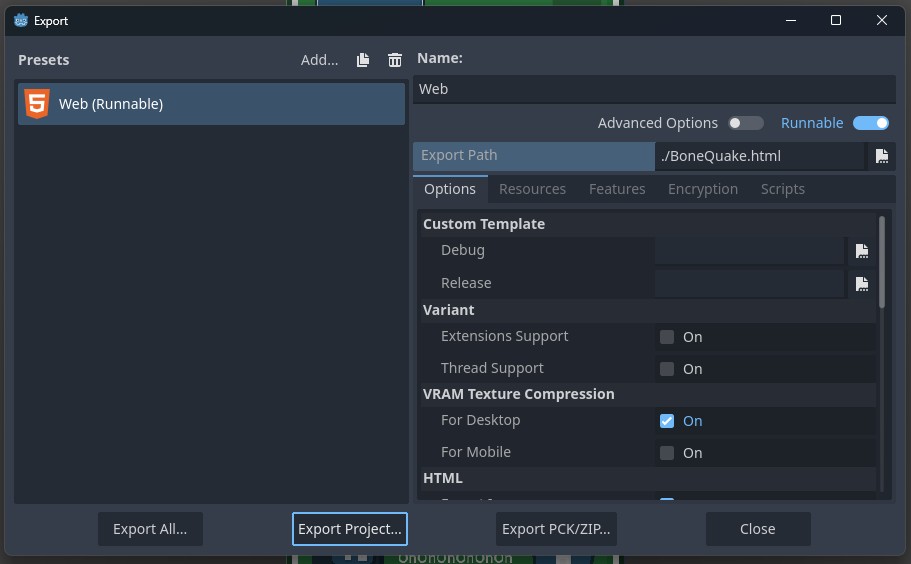 Export
Presets
Add...
Name:
Web (Runnable)
Web
Advanced Options
Runnable
Export Path
./BoneQuake.html
Options Resources Features Encryption Scripts
Custom Template
Debug
Release
Variant
Extensions Support On
Thread Support On
VRAM Texture Compression
For Desktop On
For Mobile On
HTML
Export All... Export Project... Export PCK/ZIP... Close